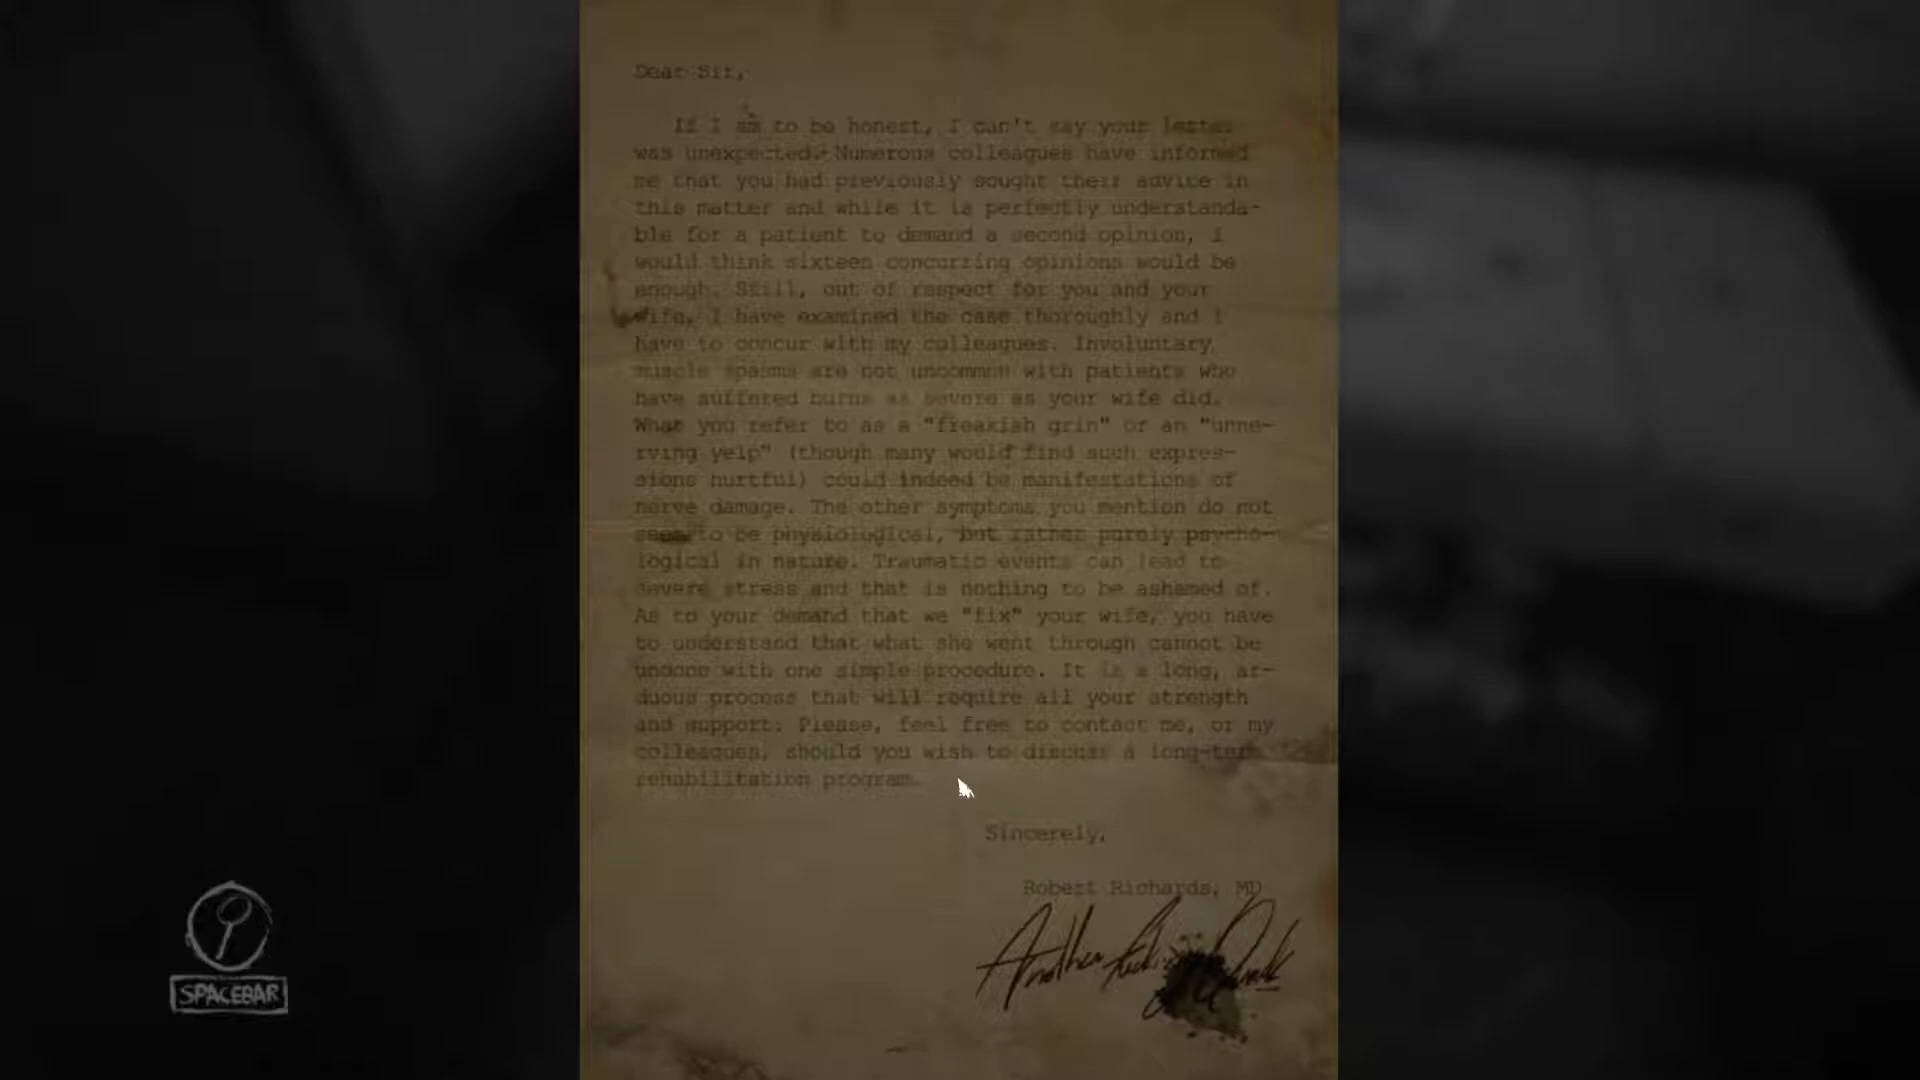 Dear Sir,
If I am to be honest, I can't say your letter
was unexpected. Numerous colleagues have informed
me that you had previously sought their advice in
this matter and while it is perfectly understanda-
ble for a patient to demand a second opinion, I
would think sixteen concurring opinions would be
enough. Still, out of respect for you and your
wife, I have examined the case thoroughly and I
have to concur with my colleagues. Involuntary
muscle spasms are not uncommon with patients who
have suffered burns as severe as your wife did.
What you refer to as a "freakish grin" or an "unne-
rving yelp" (though many would find such expres-
sions hurtful) could indeed be manifestations of
nerve damage. The other symptoms you mention do not
seem to be physiological, but rather purely psycho-
logical in nature. Traumatic events can lead to
severe stress and that is nothing to be ashamed of.
As to your demand that we "fix" your wife, you have
to understand that what she went through cannot be
undone with one simple procedure. It is a long, ar-
duous process that will require all your strength
and support. Please, feel free to contact me, or my
colleagues, should you wish to discuss a long-term
rehabilitation program.
Sincerely,
Robert Richards, MD
Another
SPACEBAR